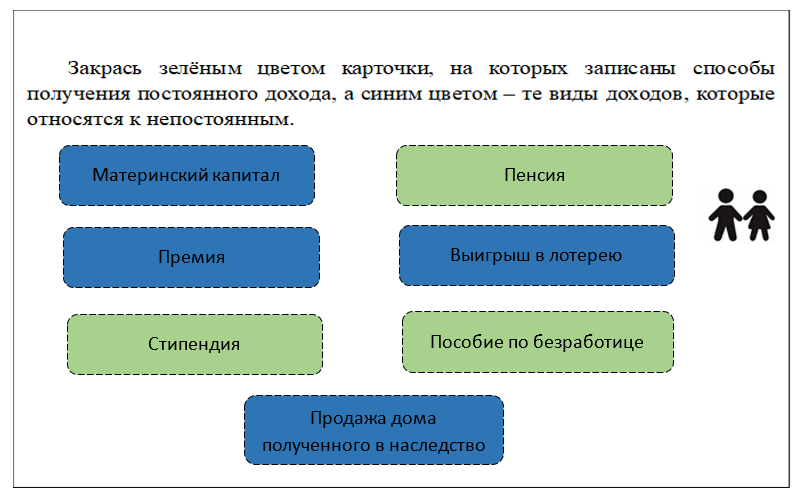 Закрась зелёным цветом карточки, на которых записаны способы
получения постоянного дохода, а синим цветом – те виды доходов, которые
относятся к непостоянным.
Материнский капитал
Пенсия
Премия
Выигрыш в лотерею
Стипендия
Пособие по безработице
Продажа дома
полученного в наследство